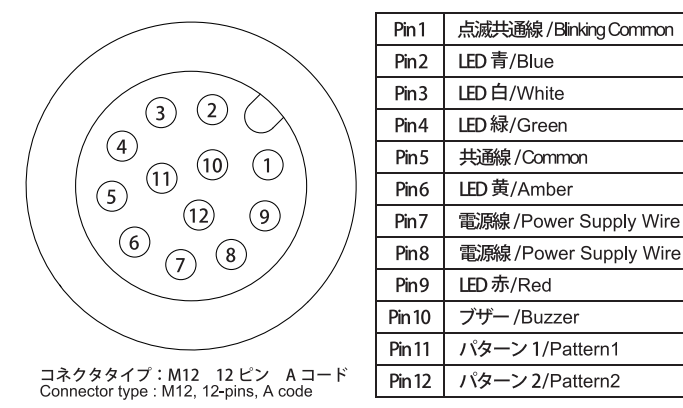 3
2
4
10
1
11
5
12
9
6
8
7
コネクタタイプ：M12 12ピン Aコード
Connector type : M12, 12-pins, A code
Pin1 点滅共通線/Blinking Common
Pin2 LED 青/Blue
Pin3 LED 白/White
Pin4 LED 緑/Green
Pin5 共通線/Common
Pin6 LED 黄/Amber
Pin7 電源線/Power Supply Wire
Pin8 電源線/Power Supply Wire
Pin9 LED 赤/Red
Pin10 ブザー/Buzzer
Pin11 パターン1/Pattern1
Pin12 パターン2/Pattern2